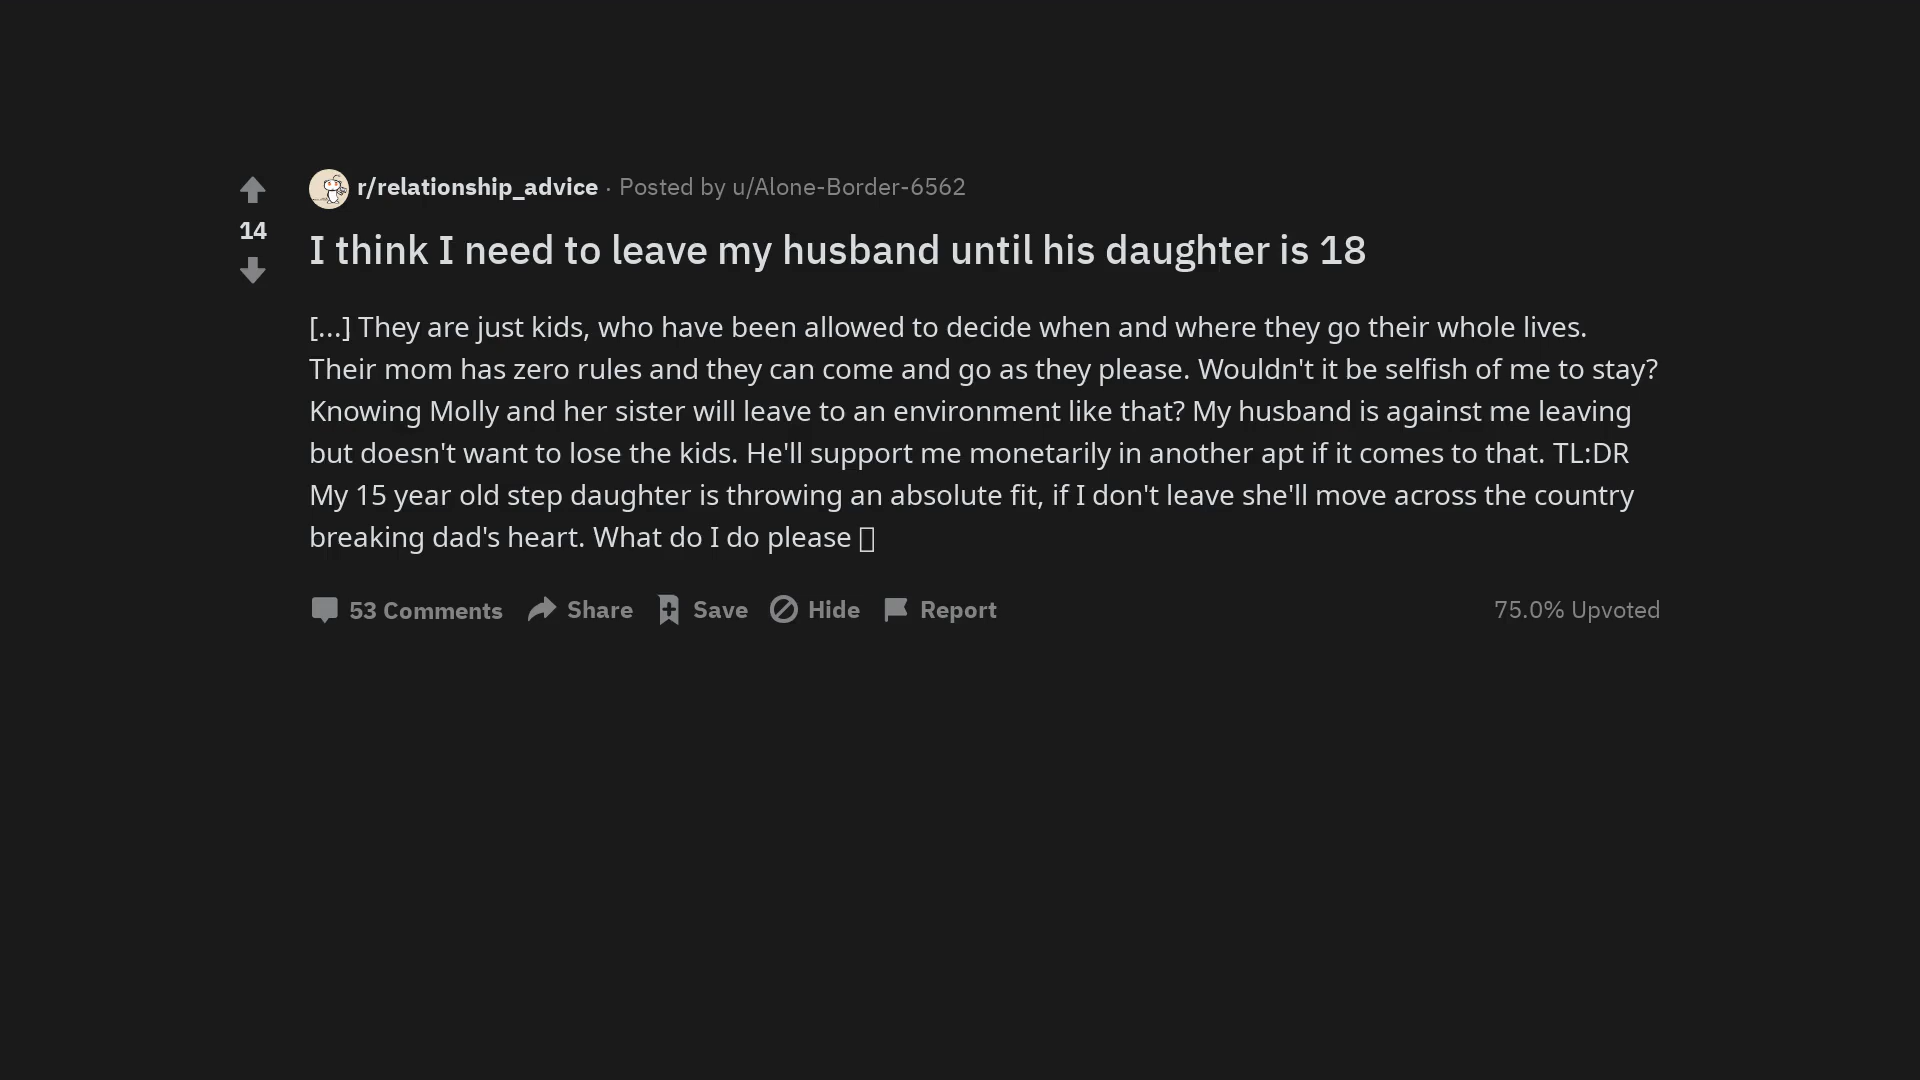 r/relationship_advice · Posted by u/Alone-Border-6562
14
I think I need to leave my husband until his daughter is 18
[...] They are just kids, who have been allowed to decide when and where they go their whole lives.
Their mom has zero rules and they can come and go as they please. Wouldn't it be selfish of me to stay?
Knowing Molly and her sister will leave to an environment like that? My husband is against me leaving
but doesn't want to lose the kids. He'll support me monetarily in another apt if it comes to that. TL:DR
My 15 year old step daughter is throwing an absolute fit, if I don't leave she'll move across the country
breaking dad's heart. What do I do please
53 Comments Share Save Hide Report 75.0% Upvoted